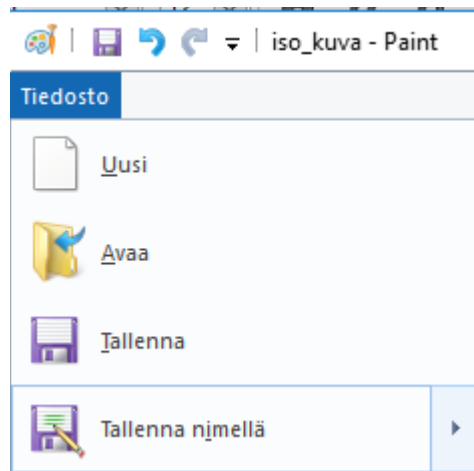 iso_kuva - Paint
Tiedosto
Uusi
Avaa
Tallenna
Tallenna nimellä